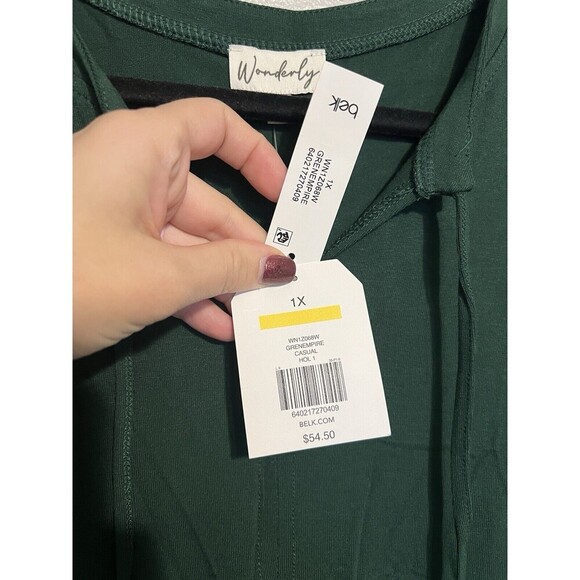 Wonderly
belk
1X
WN1Z068W
GRENEMPIRE
640217270409
1X
WN1Z068W
GRENEMPIRE
CASUAL
HOL 1
640217270409
BELK.COM
$54.50